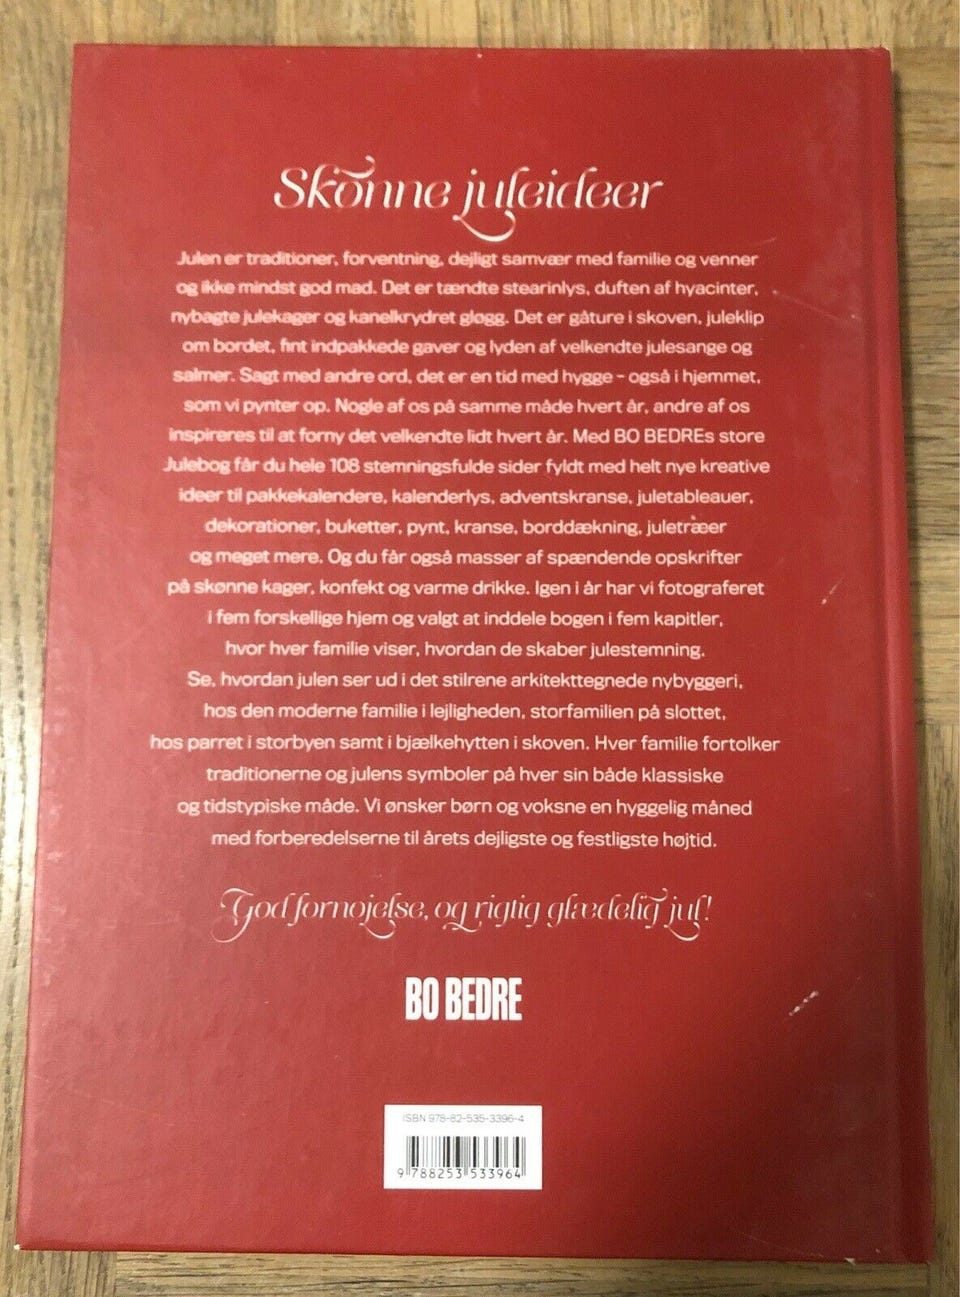 Skønne juleideer
Julen er traditioner, forventning, dejligt samvær med familie og venner
og ikke mindst god mad. Det er tændte stearinlys, duften af hyacinter,
nybagte julekager og kanelkrydret gløgg. Det er gåture i skoven, juleklip
om bordet, fint indpakkede gaver og lyden af velkendte julesange og
salmer. Sagt med andre ord, det er en tid med hygge – også i hjemmet,
som vi pynter op. Nogle af os på samme måde hvert år, andre af os
inspireres til at forny det velkendte lidt hvert år. Med BO BEDREs store
Julebog får du hele 108 stemningsfulde sider fyldt med helt nye kreative
ideer til pakkekalendere, kalenderlys, adventskranse, juletableauer,
dekorationer, buketter, pynt, kranse, borddækning, juletræer
og meget mere. Og du får også masser af spændende opskrifter
på skønne kager, konfekt og varme drikke. Igen i år har vi fotograferet
i fem forskellige hjem og valgt at inddele bogen i fem kapitler,
hvor hver familie viser, hvordan de skaber julestemning.
Se, hvordan julen ser ud i det stilrene arkitekttegnede nybyggeri,
hos den moderne familie i lejligheden, storfamilien på slottet,
hos parret i storbyen samt i bjælkehytten i skoven. Hver familie fortolker
traditionerne og julens symboler på hver sin både klassiske
og tidstypiske måde. Vi ønsker børn og voksne en hyggelig måned
med forberedelserne til årets dejligste og festligste højtid.
God fornøjelse, og rigtig glædelig jul!
BO BEDRE
ISBN 978-82-535-3396-4
9 788253 533964